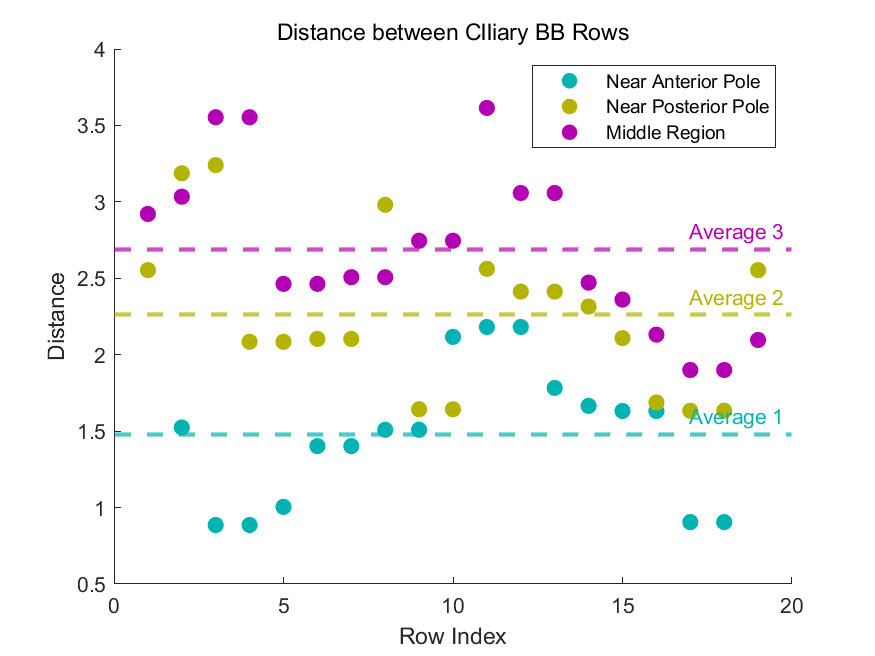 Distance between CIliary BB Rows
4
3.5
3
2.5
2
1.5
1
0.5
Distance
Near Anterior Pole
Near Posterior Pole
Middle Region
Average 3
Average 2
Average 1
0
5
10
15
20
Row Index